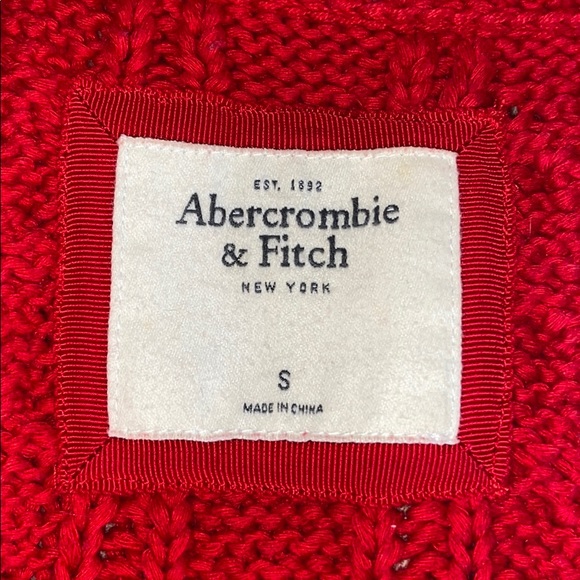 EST. 1892
Abercrombie
& Fitch
NEW YORK
S
MADE IN CHINA